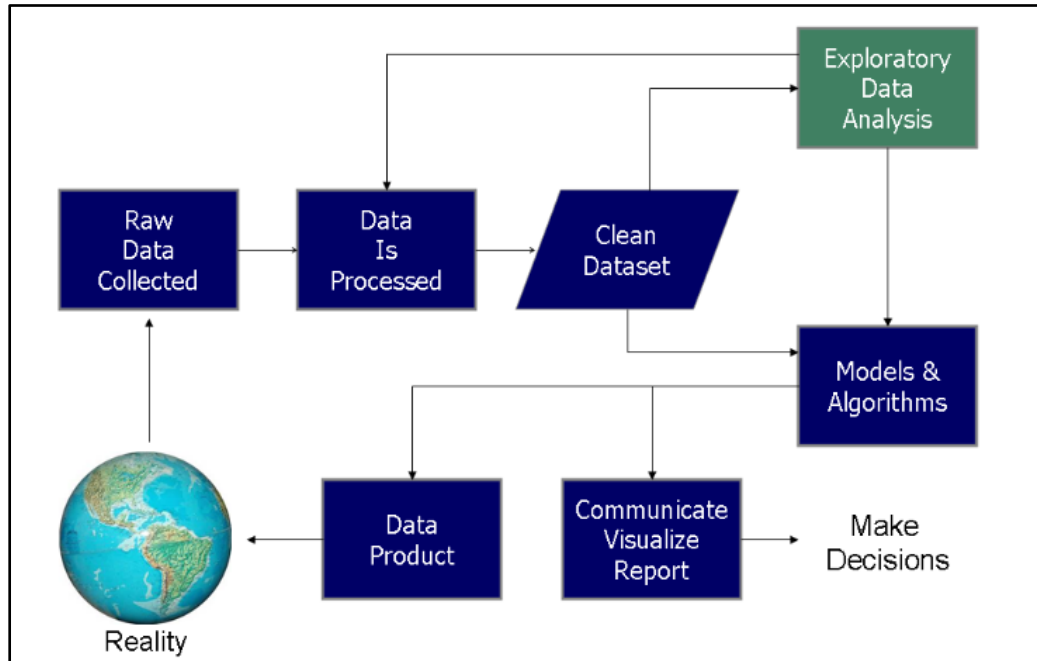 Exploratory
Data
Analysis
Raw
Data
Collected
Data
Is
Processed
Clean
Dataset
Models &
Algorithms
Data
Product
Communicate
Visualize
Report
Make
Decisions
Reality